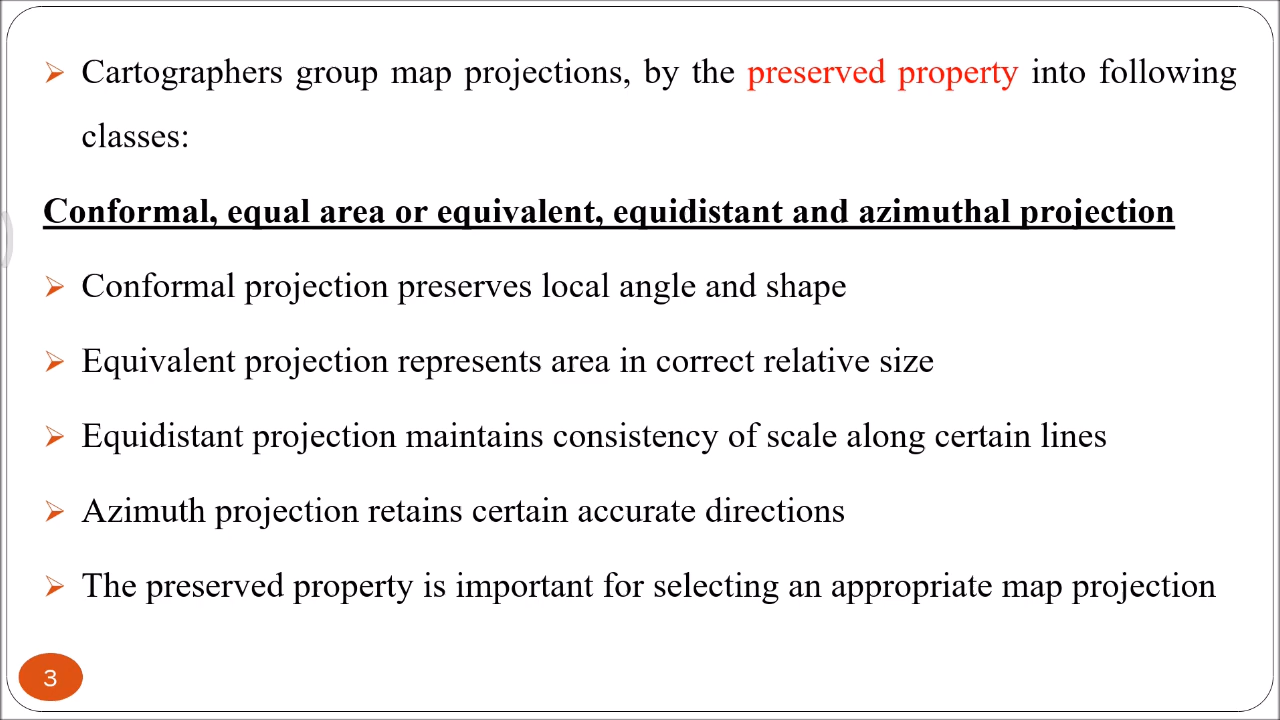 Cartographers group map projections, by the preserved property into following
classes:
Conformal, equal area or equivalent, equidistant and azimuthal projection
Conformal projection preserves local angle and shape
Equivalent projection represents area in correct relative size
Equidistant projection maintains consistency of scale along certain lines
Azimuth projection retains certain accurate directions
The preserved property is important for selecting an appropriate map projection
3